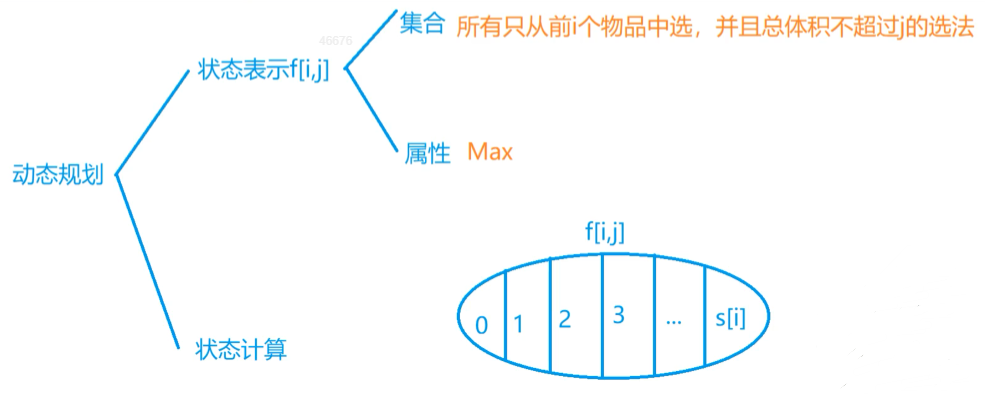 集合 所有只从前i个物品中选，并且总体积不超过j的选法
46676
状态表示f[i,j]
属性 Max
动态规划
f[i,j]
0 1 2 3 ... s[i]
状态计算